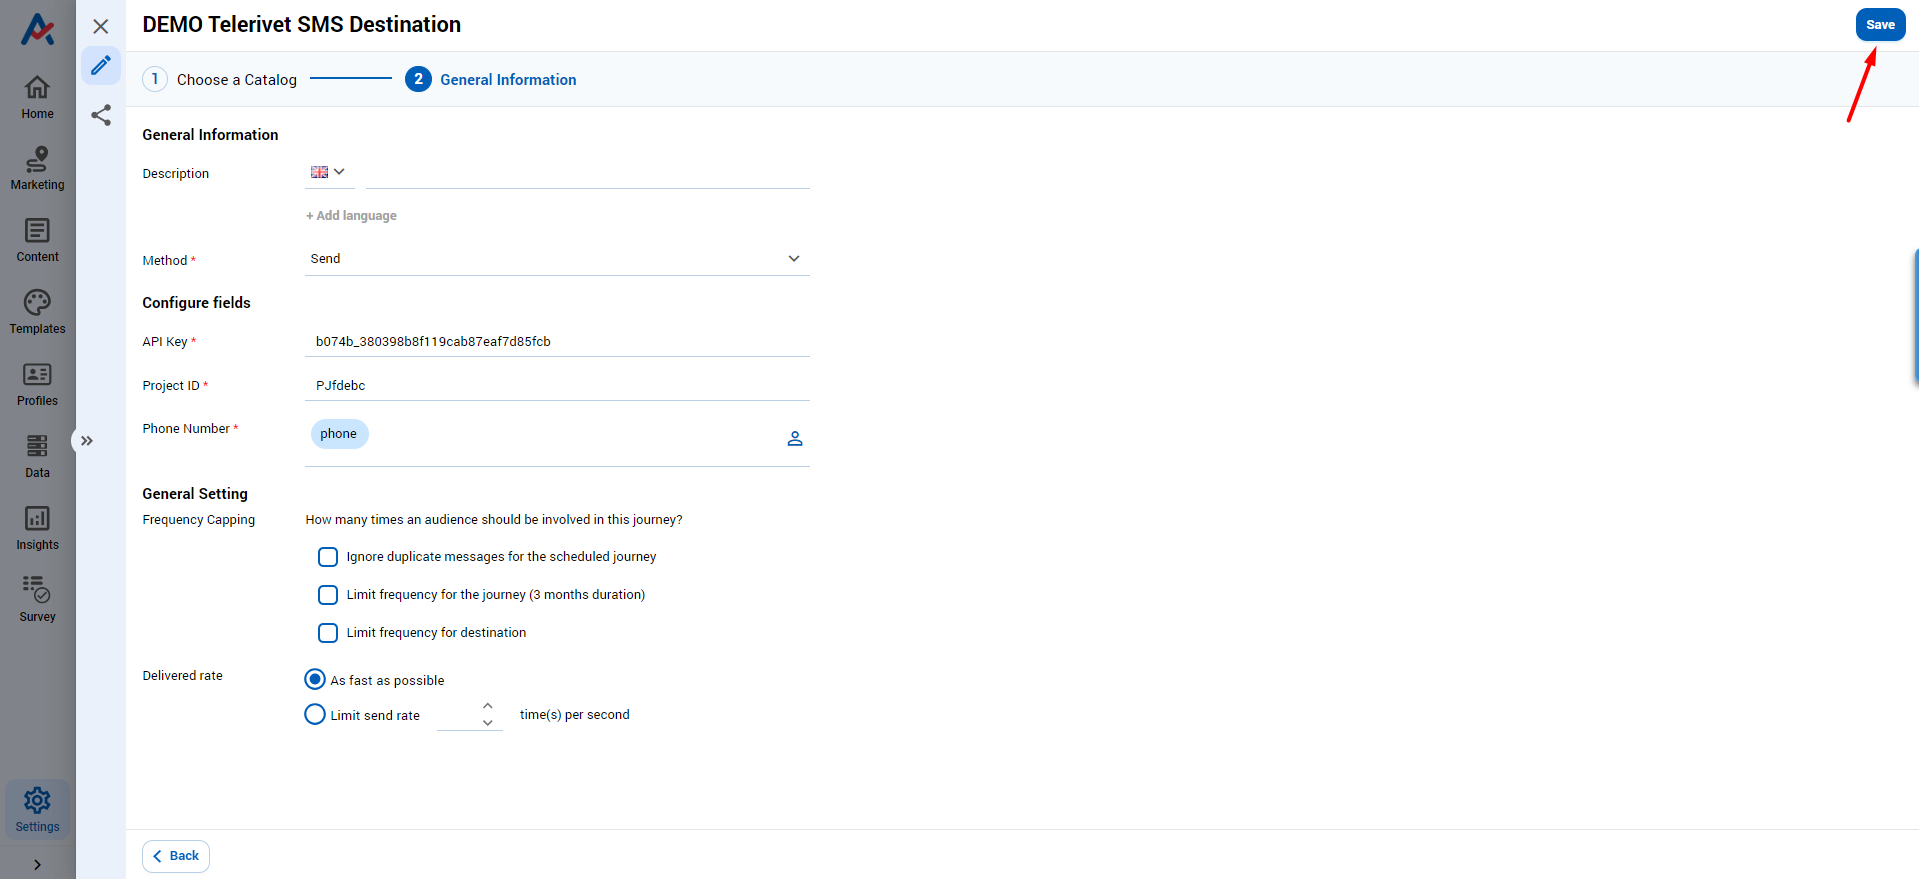 DEMO Telerivet SMS Destination
Save
1 Choose a Catalog
2 General Information
Home
Marketing
Content
Templates
Profiles
Data
Insights
Survey
Settings
General Information
Description
+ Add language
Method * Send
Configure fields
API Key * b074b_380398b8f119cab87eaf7d85fcb
Project ID * PJfdebc
Phone Number * phone
General Setting
Frequency Capping How many times an audience should be involved in this journey?
Ignore duplicate messages for the scheduled journey
Limit frequency for the journey (3 months duration)
Limit frequency for destination
Delivered rate As fast as possible
Limit send rate time(s) per second
Back